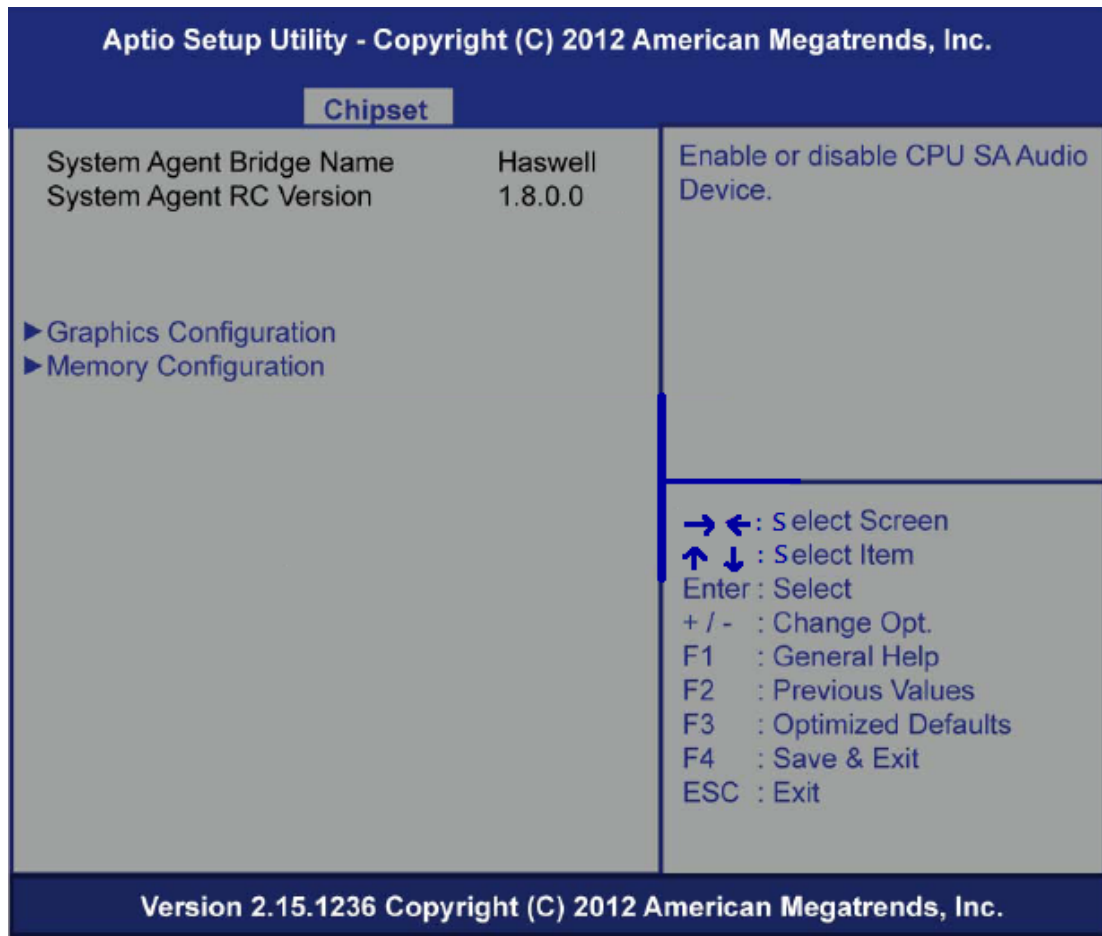 Aptio Setup Utility - Copyright (C) 2012 American Megatrends, Inc.
Chipset
System Agent Bridge Name Haswell
System Agent RC Version 1.8.0.0
►Graphics Configuration
►Memory Configuration
Enable or disable CPU SA Audio
Device.
→ ←: Select Screen
↑ ↓ : Select Item
Enter : Select
+ / - : Change Opt.
F1 : General Help
F2 : Previous Values
F3 : Optimized Defaults
F4 : Save & Exit
ESC : Exit
Version 2.15.1236 Copyright (C) 2012 American Megatrends, Inc.